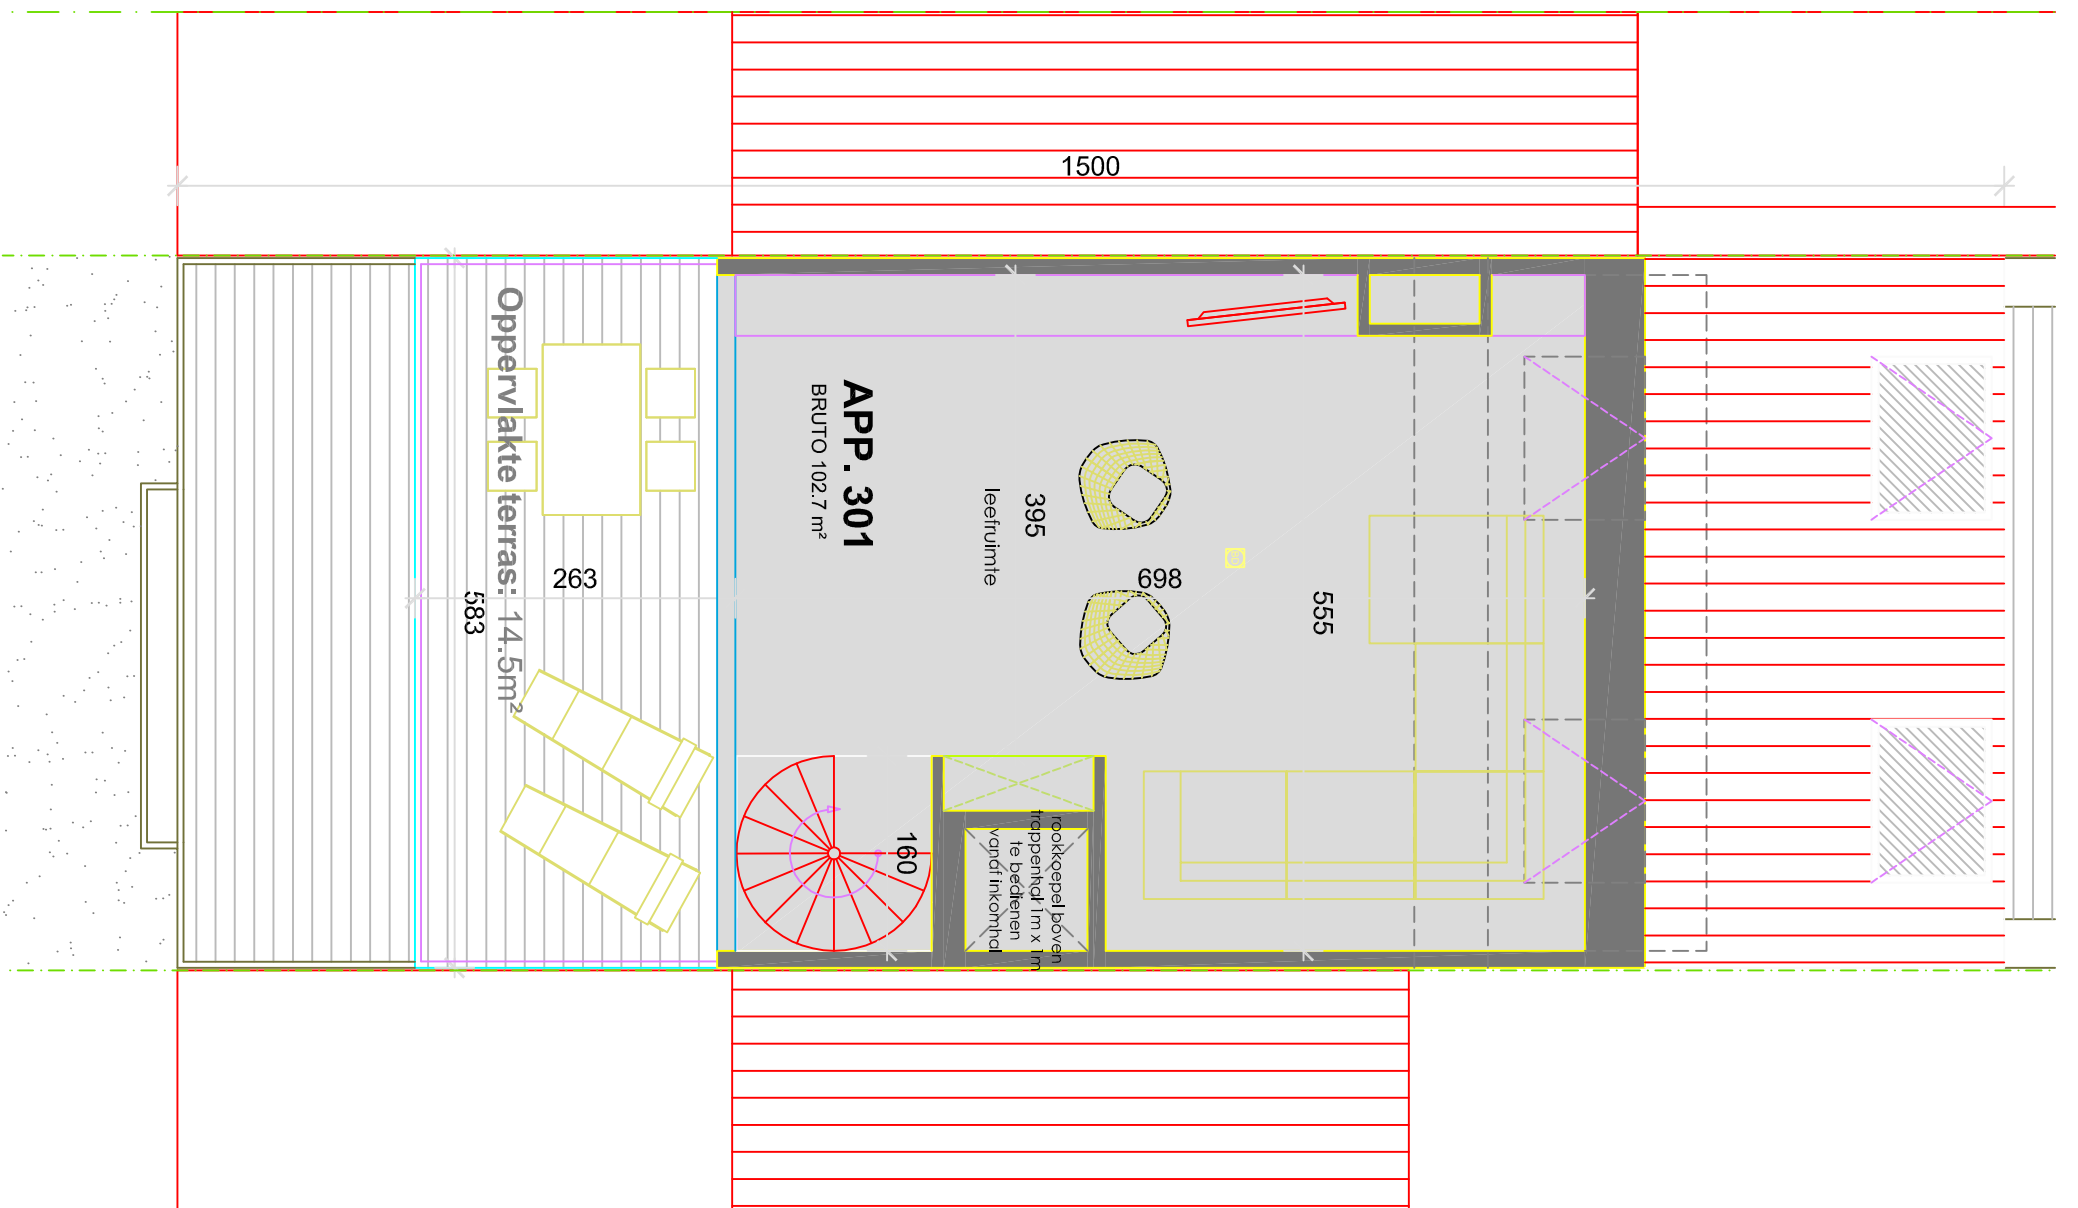 1500
Oppervlakte terras: 14.5m²
APP. 301
BRUTO 102.7 m²
395
leefruimte
263
583
698
555
160
rookkoepel boven
trappenhal 1m x 1m
te bedienen
vanaf inkomhal